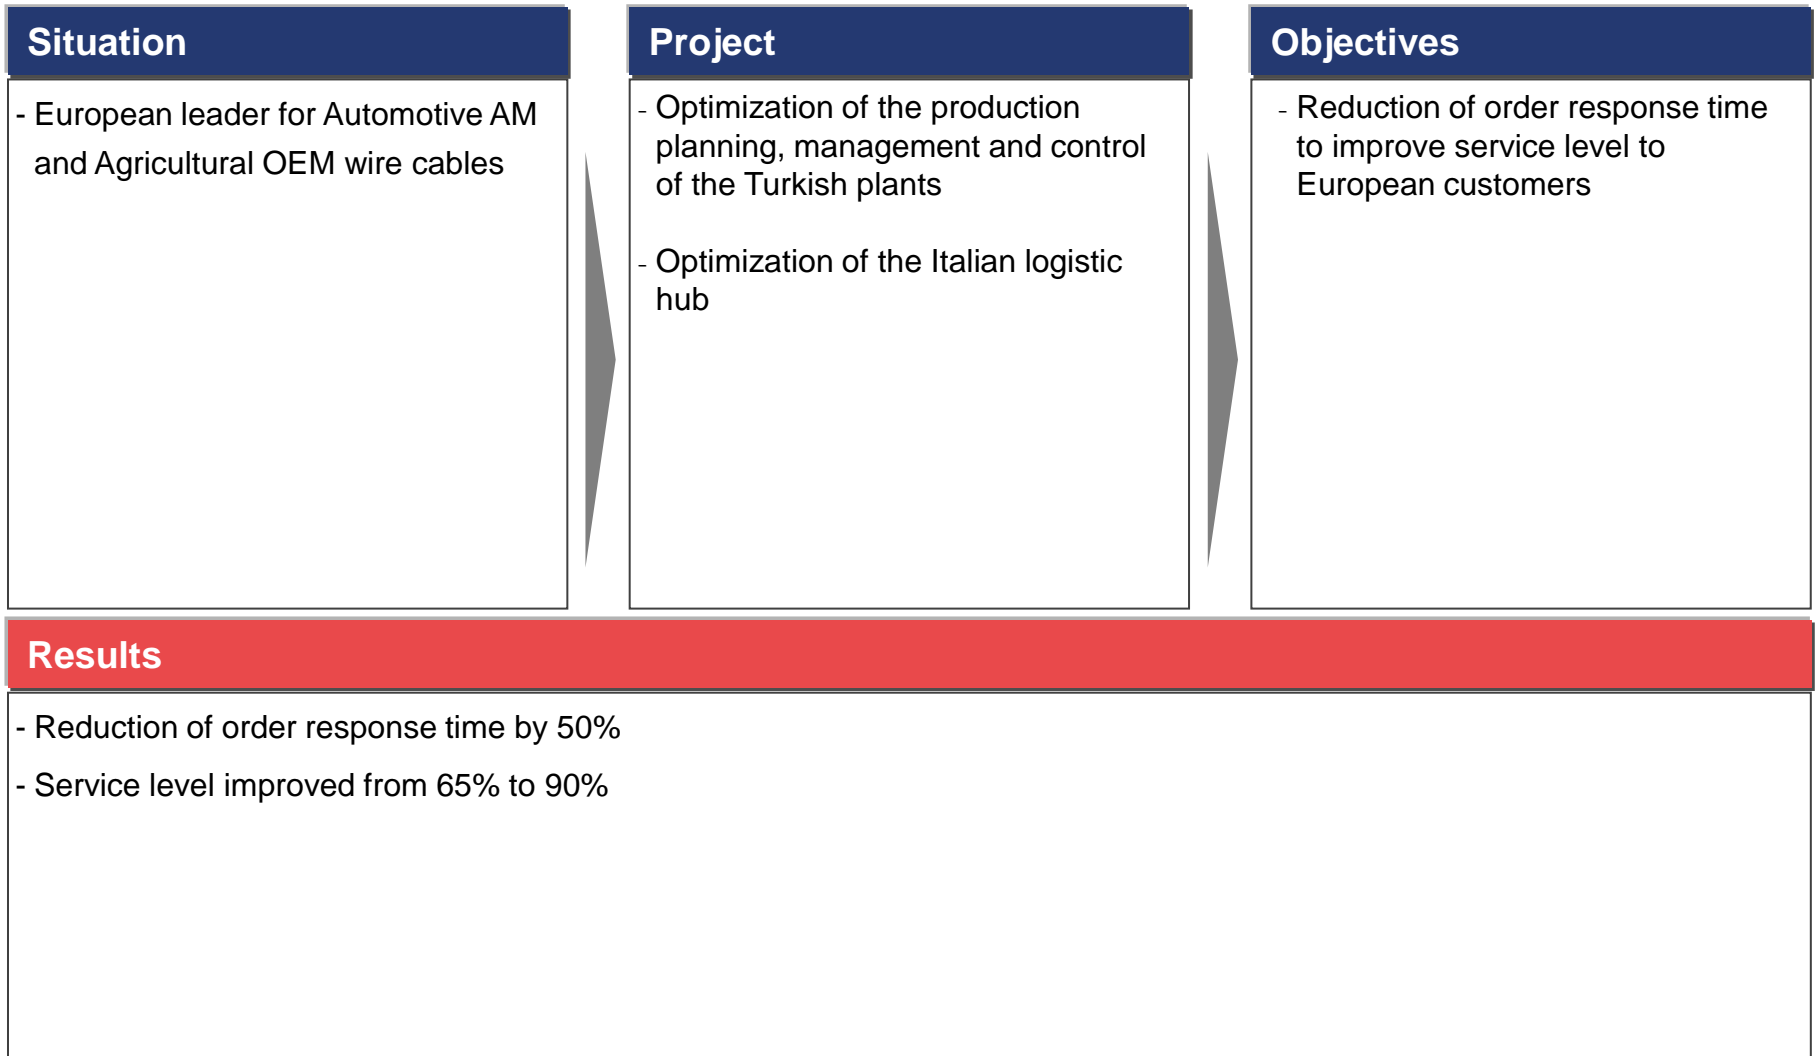 Situation
- European leader for Automotive AM
and Agricultural OEM wire cables
Project
- Optimization of the production
planning, management and control
of the Turkish plants
- Optimization of the Italian logistic
hub
Objectives
- Reduction of order response time
to improve service level to
European customers
Results
- Reduction of order response time by 50%
- Service level improved from 65% to 90%